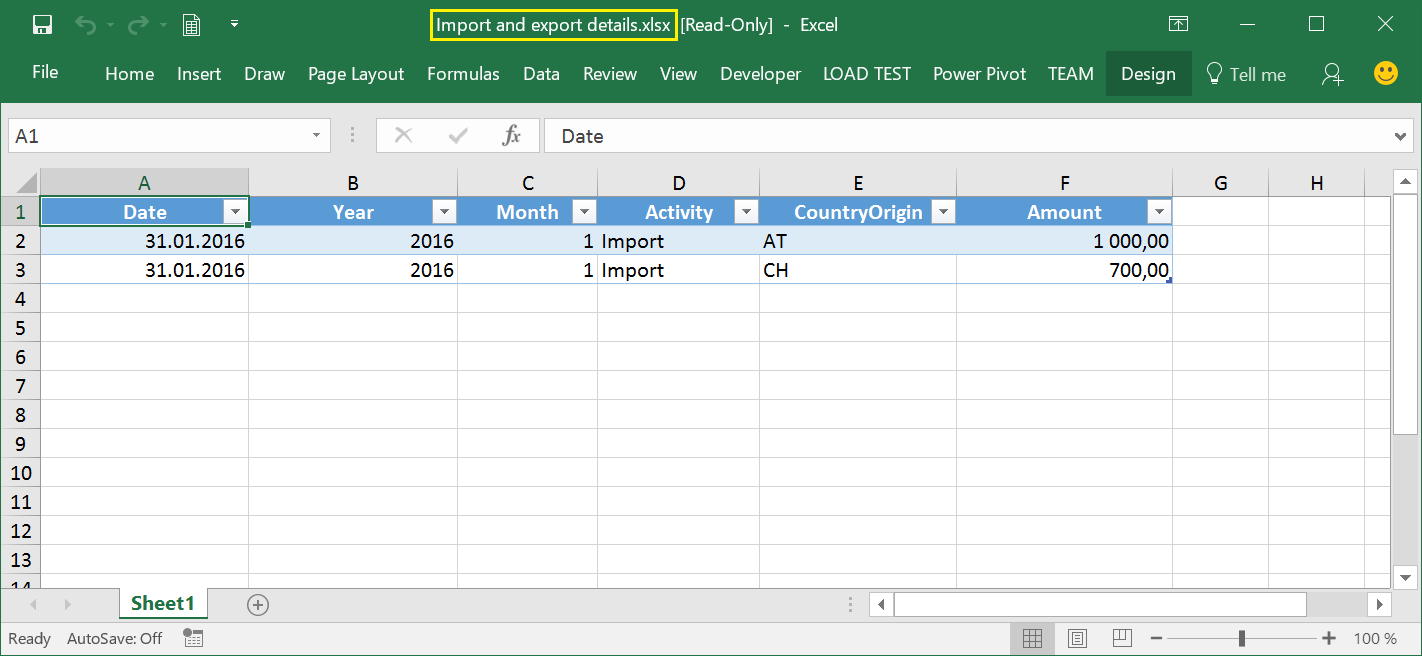 Import and export details.xlsx [Read-Only] - Excel
File Home Insert Draw Page Layout Formulas Data Review View Developer LOAD TEST Power Pivot TEAM Design Tell me
A1 fx Date
A B C D E F G H
1 Date Year Month Activity CountryOrigin Amount
2 31.01.2016 2016 1 Import AT 1 000,00
3 31.01.2016 2016 1 Import CH 700,00
4
5
6
7
8
9
10
11
12
13
14
Sheet1
Ready AutoSave: Off 100 %